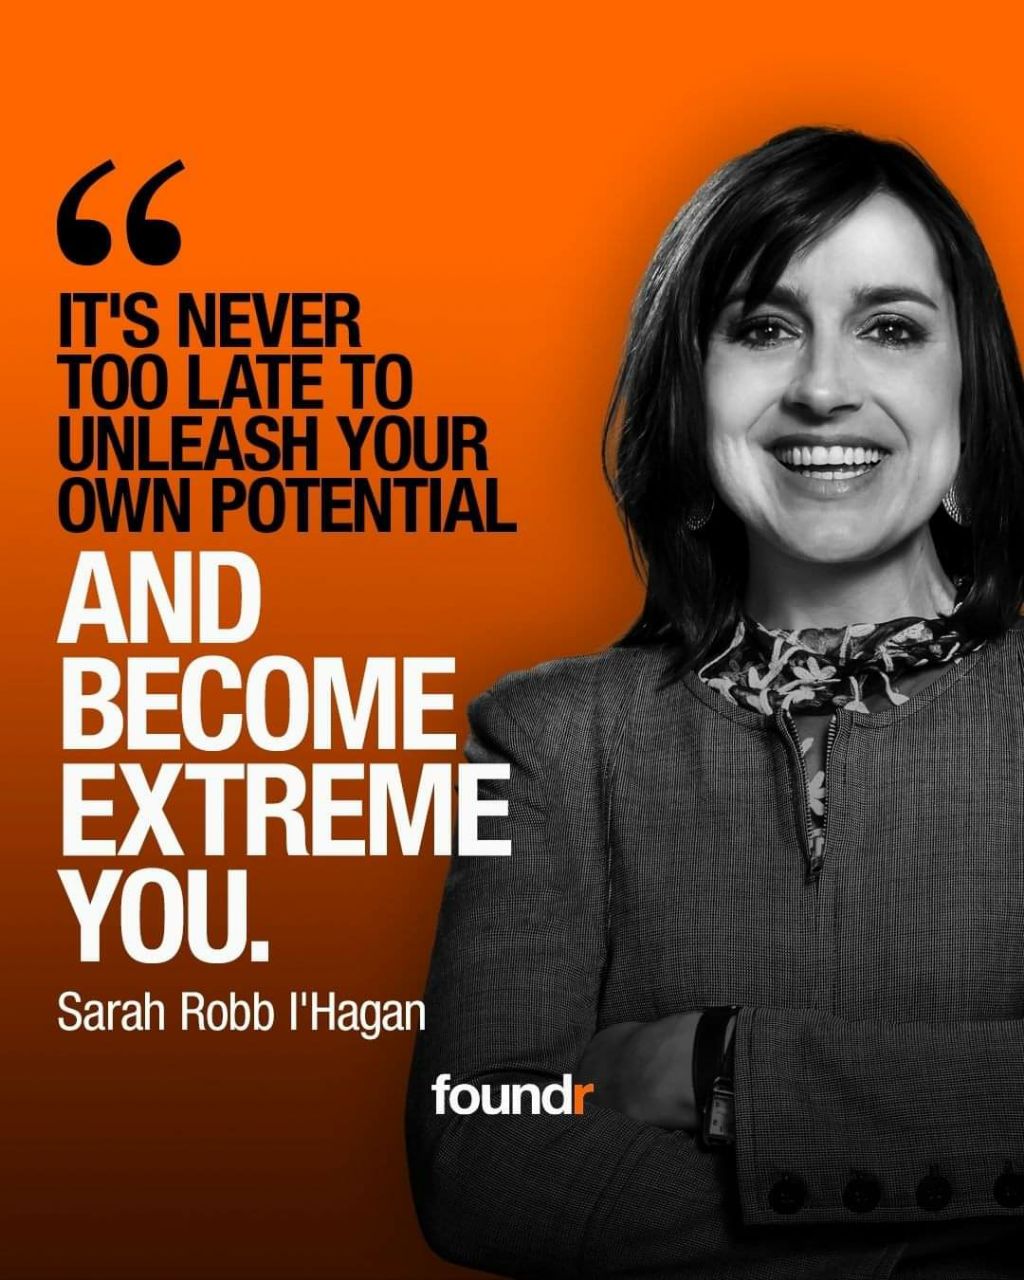 “
IT'S NEVER
TOO LATE TO
UNLEASH YOUR
OWN POTENTIAL
AND
BECOME
EXTREME
YOU.
Sarah Robb I'Hagan
foundr